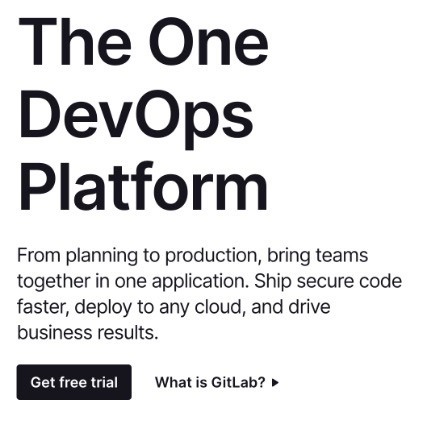 The One
DevOps
Platform
From planning to production, bring teams
together in one application. Ship secure code
faster, deploy to any cloud, and drive
business results.
Get free trial
What is GitLab?